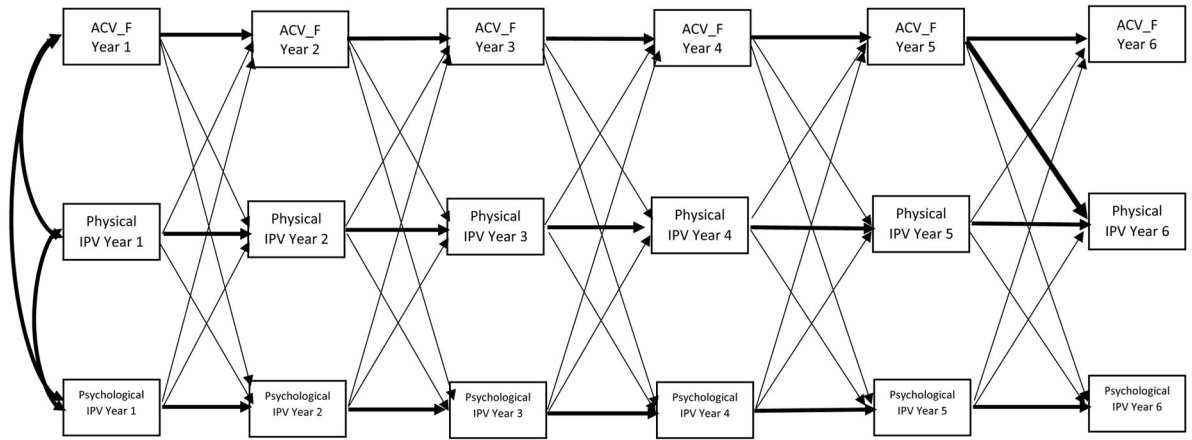 ACV_F
Year 1
ACV_F
Year 2
ACV_F
Year 3
ACV_F
Year 4
ACV_F
Year 5
ACV_F
Year 6
Physical
IPV Year 1
Physical
IPV Year 2
Physical
IPV Year 3
Physical
IPV Year 4
Physical
IPV Year 5
Physical
IPV Year 6
Psychological
IPV Year 1
Psychological
IPV Year 2
Psychological
IPV Year 3
Psychological
IPV Year 4
Psychological
IPV Year 5
Psychological
IPV Year 6